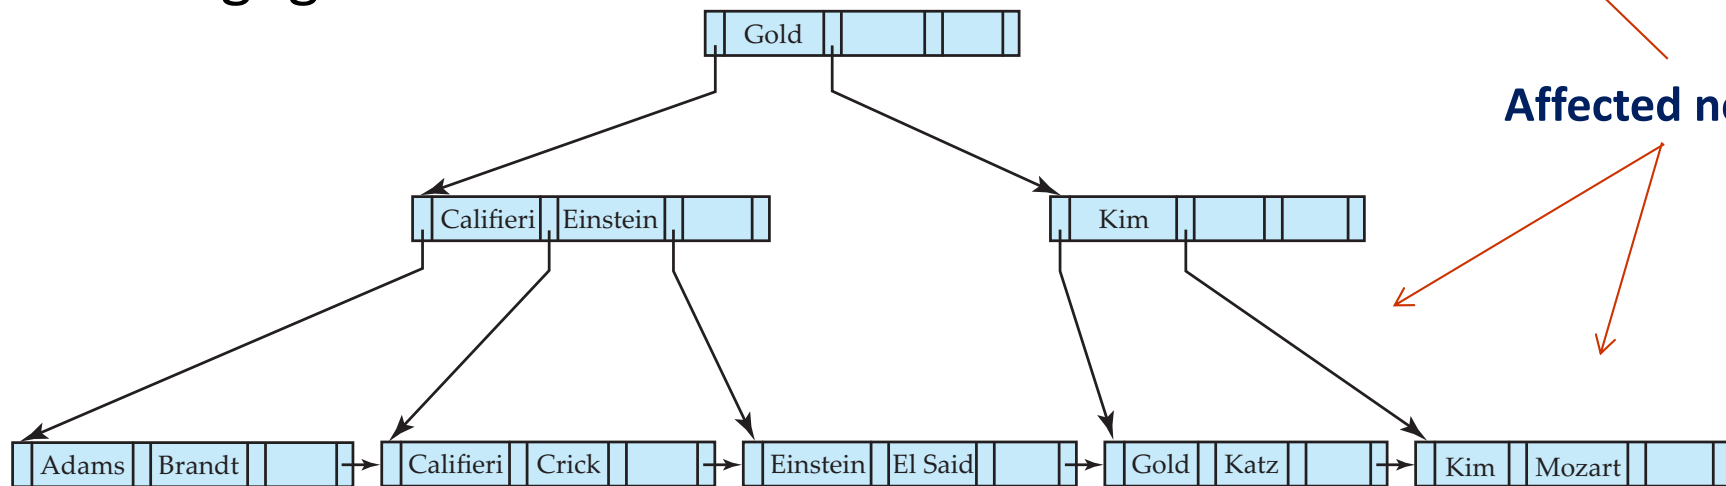 Gold
Affected
Califieri Einstein
Kim
Adams Brandt
Califieri Crick
Einstein El Said
Gold Katz
Kim Mozart